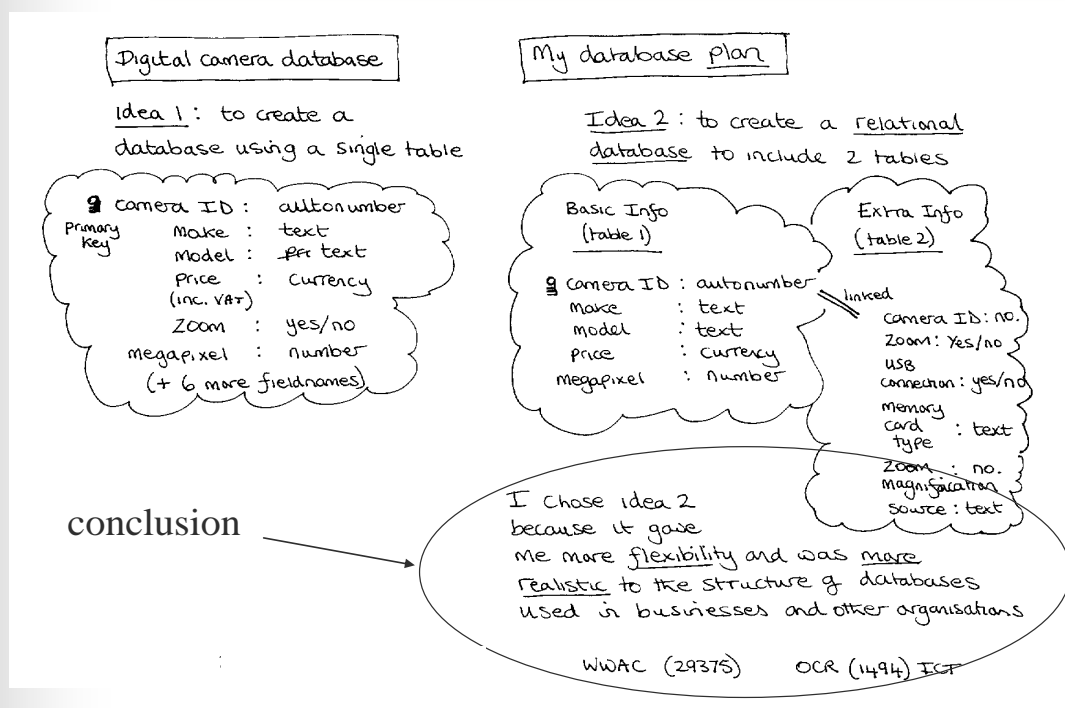 Digital camera database
Idea 1 : to create a
database using a single table
camera ID : autonumber
Primary
Key
Make : text
Model : text
Price : currency
(inc. VAT)
Zoom : yes/no
megapixel : number
(+ 6 more fieldnames)
My database plan
Idea 2 : to create a relational
database to include 2 tables
Basic Info
(table 1)
camera ID : autonumber
make : text
model : text
price : currency
megapixel : number
linked
Extra Info
(table 2)
camera ID : no.
Zoom : Yes/no
USB
connection : yes/no
memory
card
type : text
Zoom : no.
magnification
source : text
conclusion
I chose idea 2
because it gave
me more flexibility and was more
realistic to the structure of databases
used in businesses and other organisations
WWAC (29375) OCR (1494) ICT